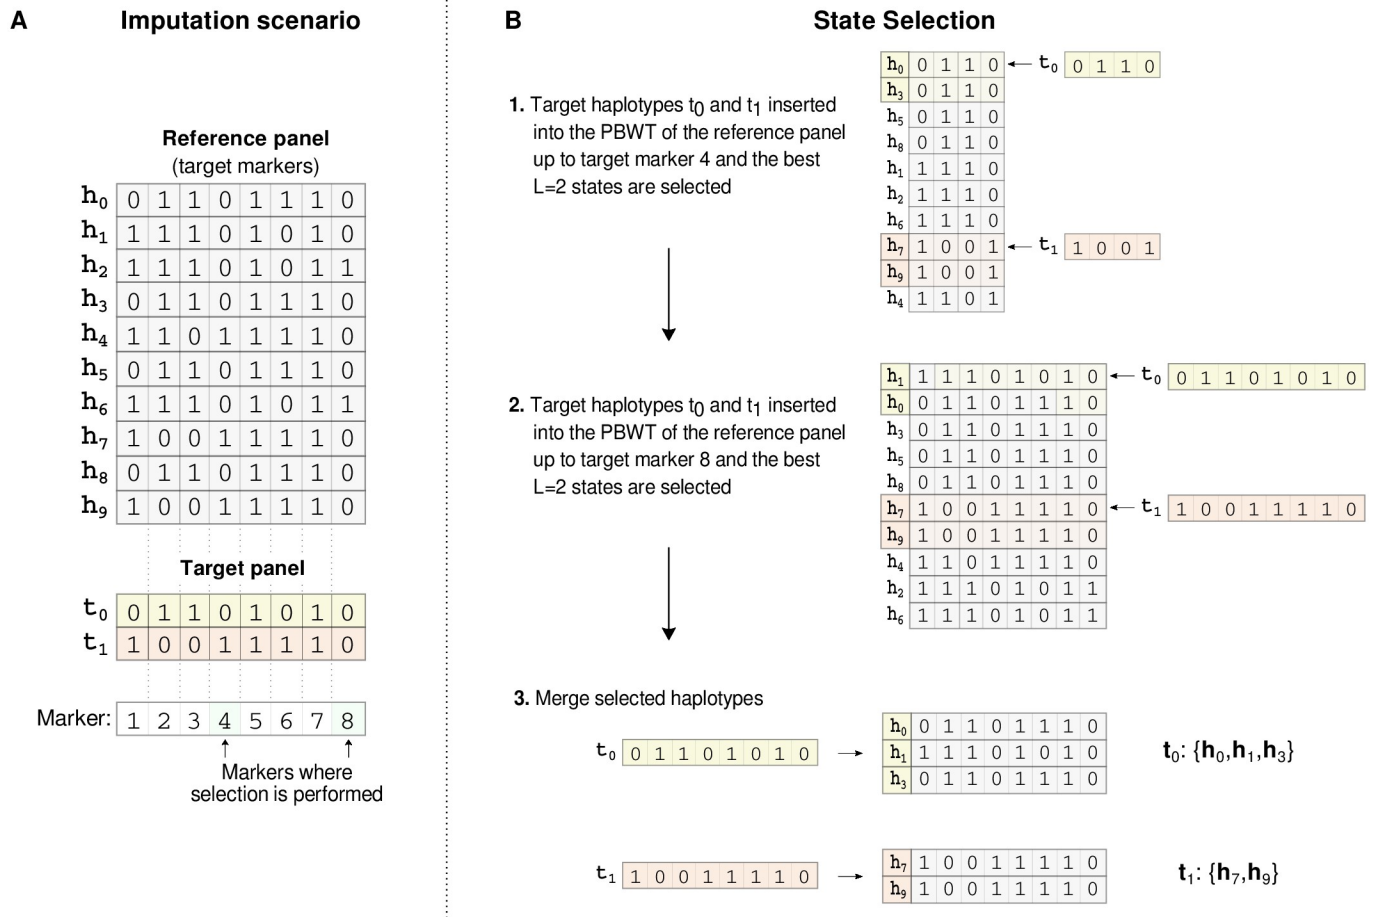 A Imputation scenario
Reference panel
(target markers)
h0 0 1 1 0 1 1 1 0
h1 1 1 1 0 1 0 1 0
h2 1 1 1 0 1 0 1 1
h3 0 1 1 0 1 1 1 0
h4 1 1 0 1 1 1 1 0
h5 0 1 1 0 1 1 1 0
h6 1 1 1 0 1 0 1 1
h7 1 0 0 1 1 1 1 0
h8 0 1 1 0 1 1 1 0
h9 1 0 0 1 1 1 1 0
Target panel
t0 0 1 1 0 1 0 1 0
t1 1 0 0 1 1 1 1 0
Marker: 1 2 3 4 5 6 7 8
Markers where
selection is performed
B State Selection
1. Target haplotypes t0 and t1 inserted
into the PBWT of the reference panel
up to target marker 4 and the best
L=2 states are selected
h0 0 1 1 0 t0 0 1 1 0
h3 0 1 1 0
h5 0 1 1 0
h8 0 1 1 0
h1 1 1 1 0
h2 1 1 1 0
h6 1 1 1 0
h7 1 0 0 1 t1 1 0 0 1
h9 1 0 0 1
h4 1 1 0 1
2. Target haplotypes t0 and t1 inserted
into the PBWT of the reference panel
up to target marker 8 and the best
L=2 states are selected
h1 1 1 1 0 1 0 1 0 t0 0 1 1 0 1 0 1 0
h0 0 1 1 0 1 1 1 0
h3 0 1 1 0 1 1 1 0
h5 0 1 1 0 1 1 1 0
h8 0 1 1 0 1 1 1 0
h7 1 0 0 1 1 1 1 0 t1 1 0 0 1 1 1 1 0
h9 1 0 0 1 1 1 1 0
h4 1 1 0 1 1 1 1 0
h2 1 1 1 0 1 0 1 1
h6 1 1 1 0 1 0 1 1
3. Merge selected haplotypes
t0 0 1 1 0 1 0 1 0
h0 0 1 1 0 1 1 1 0
h1 1 1 1 0 1 0 1 0
h3 0 1 1 0 1 1 1 0
t0: {h0,h1,h3}
t1 1 0 0 1 1 1 1 0
h7 1 0 0 1 1 1 1 0
h9 1 0 0 1 1 1 1 0
t1: {h7,h9}